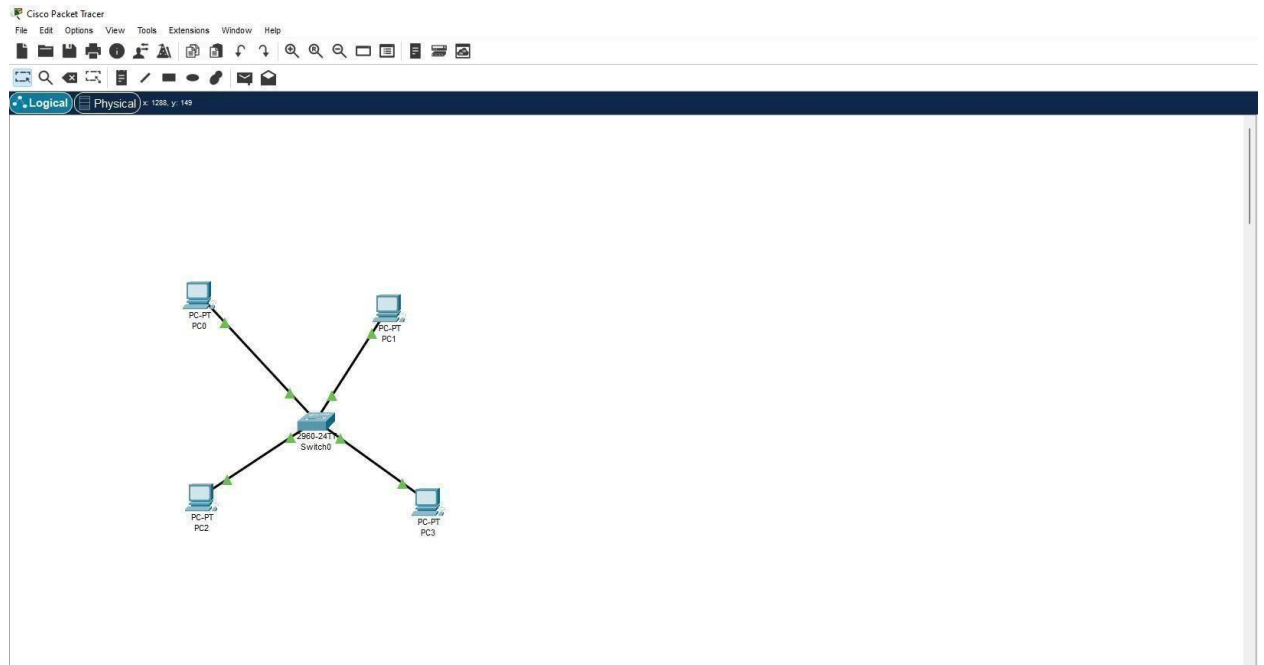 Cisco Packet Tracer
File Edit Options View Tools Extensions Window Help
Logical Physical x: 1288, y: 149
PC-PT
PC0
PC-PT
PC1
2960-24TT
Switch0
PC-PT
PC2
PC-PT
PC3